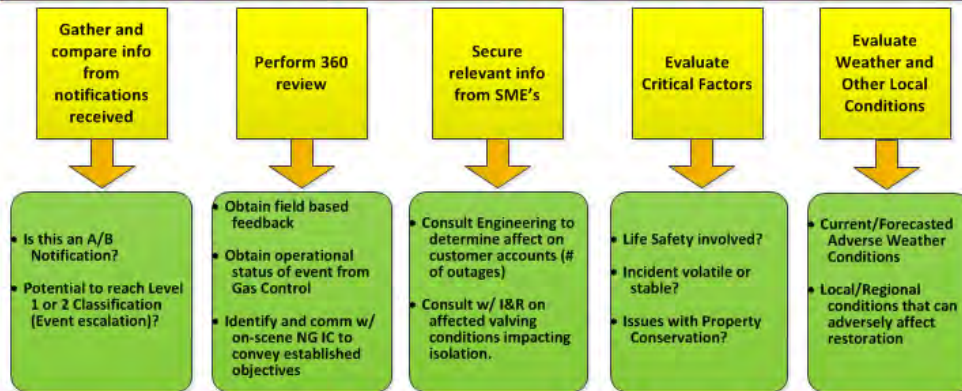 Gather and
compare info
from
notifications
received
Perform 360
review
Secure
relevant info
from SME's
Evaluate
Critical Factors
Evaluate
Weather and
Other Local
Conditions
• Is this an A/B
Notification?
• Potential to reach Level
1 or 2 Classification
(Event escalation)?
• Obtain field based
feedback
• Obtain operational
status of event from
Gas Control
• Identify and comm w/
on-scene NG IC to
convey established
objectives
• Consult Engineering to
determine affect on
customer accounts (#
of outages)
• Consult w/ I&R on
affected valving
conditions impacting
isolation.
• Life Safety involved?
• Incident volatile or
stable?
• Issues with Property
Conservation?
• Current/Forecasted
Adverse Weather
Conditions
• Local/Regional
conditions that can
adversely affect
restoration